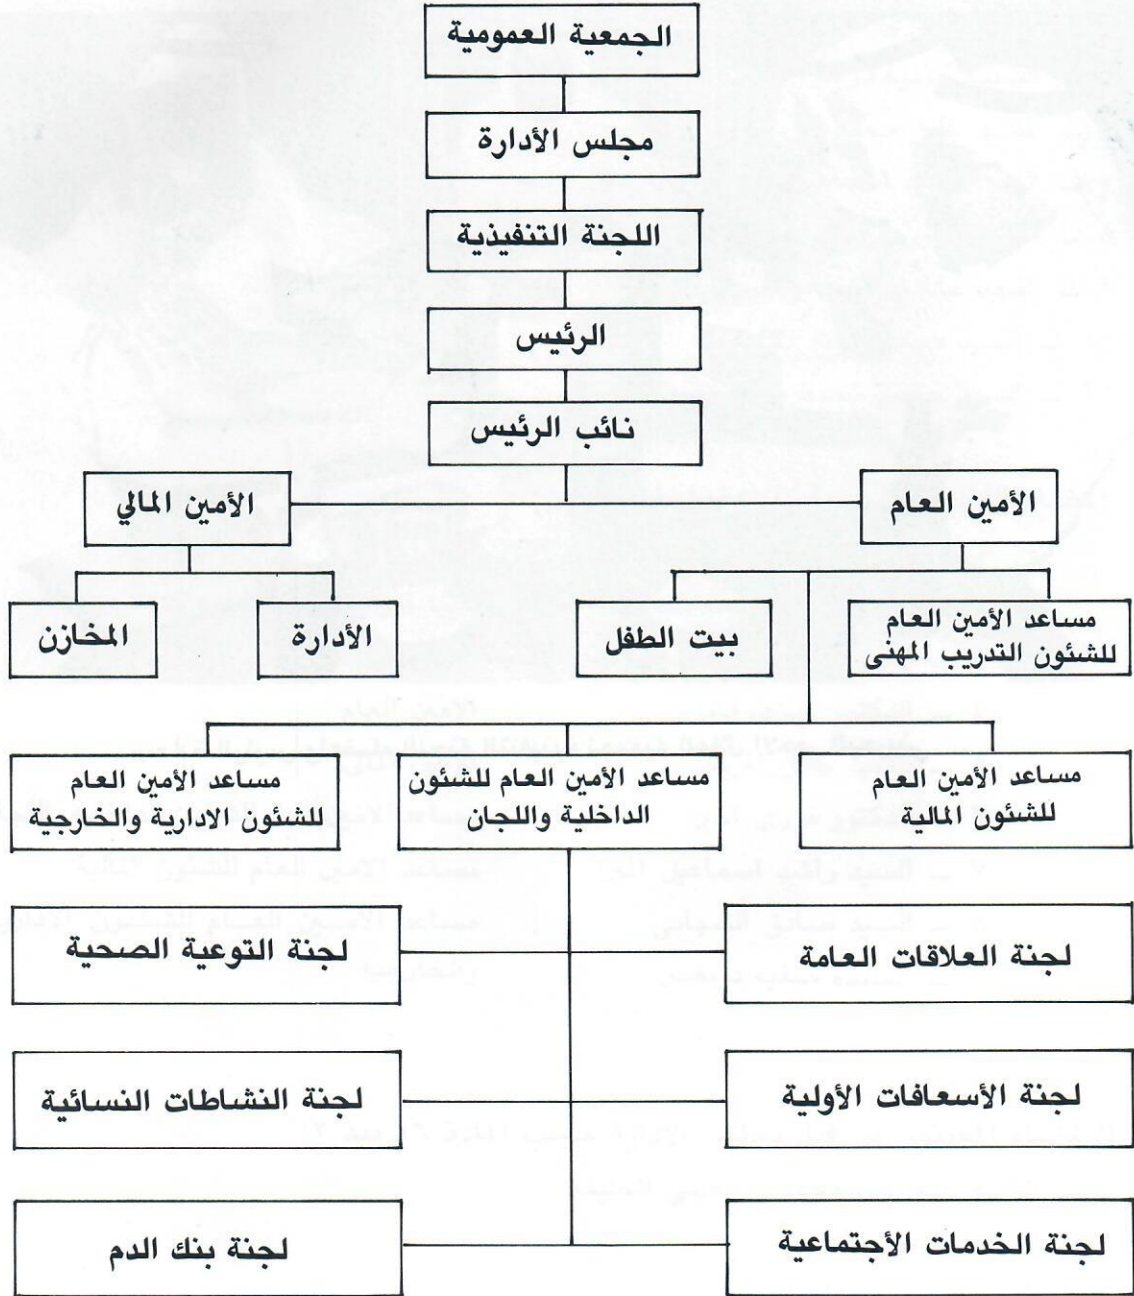 الجمعية العمومية
مجلس الأدارة
اللجنة التنفيذية
الرئيس
نائب الرئيس
الأمين العام
الأمين المالي
مساعد الأمين العام
للشئون التدريب المهنى
بيت الطفل
الأدارة
المخازن
مساعد الأمين العام
للشئون المالية
مساعد الأمين العام للشئون
الداخلية واللجان
مساعد الأمين العام
للشئون الادارية والخارجية
لجنة العلاقات العامة
لجنة التوعية الصحية
لجنة الأسعافات الأولية
لجنة النشاطات النسائية
لجنة الخدمات الأجتماعية
لجنة بنك الدم